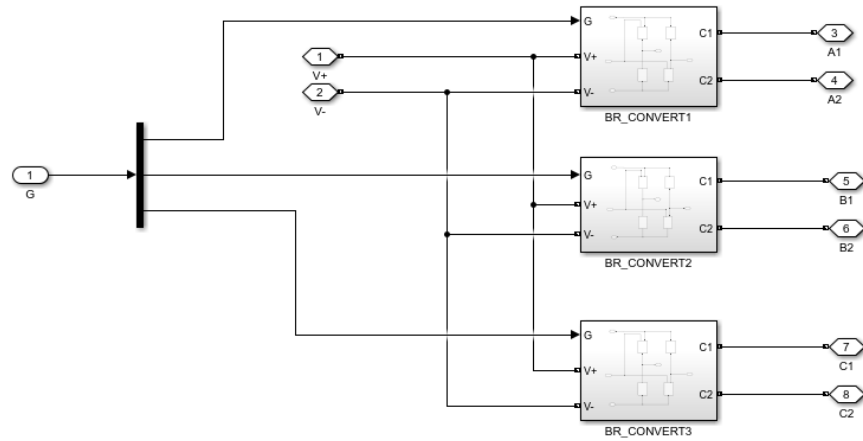 G
C1
3
A1
1
V+
V+
C2
4
A2
2
V-
V-
BR_CONVERT1
1
G
G
C1
5
B1
V+
C2
6
B2
V-
BR_CONVERT2
G
C1
7
C1
V+
C2
8
C2
V-
BR_CONVERT3